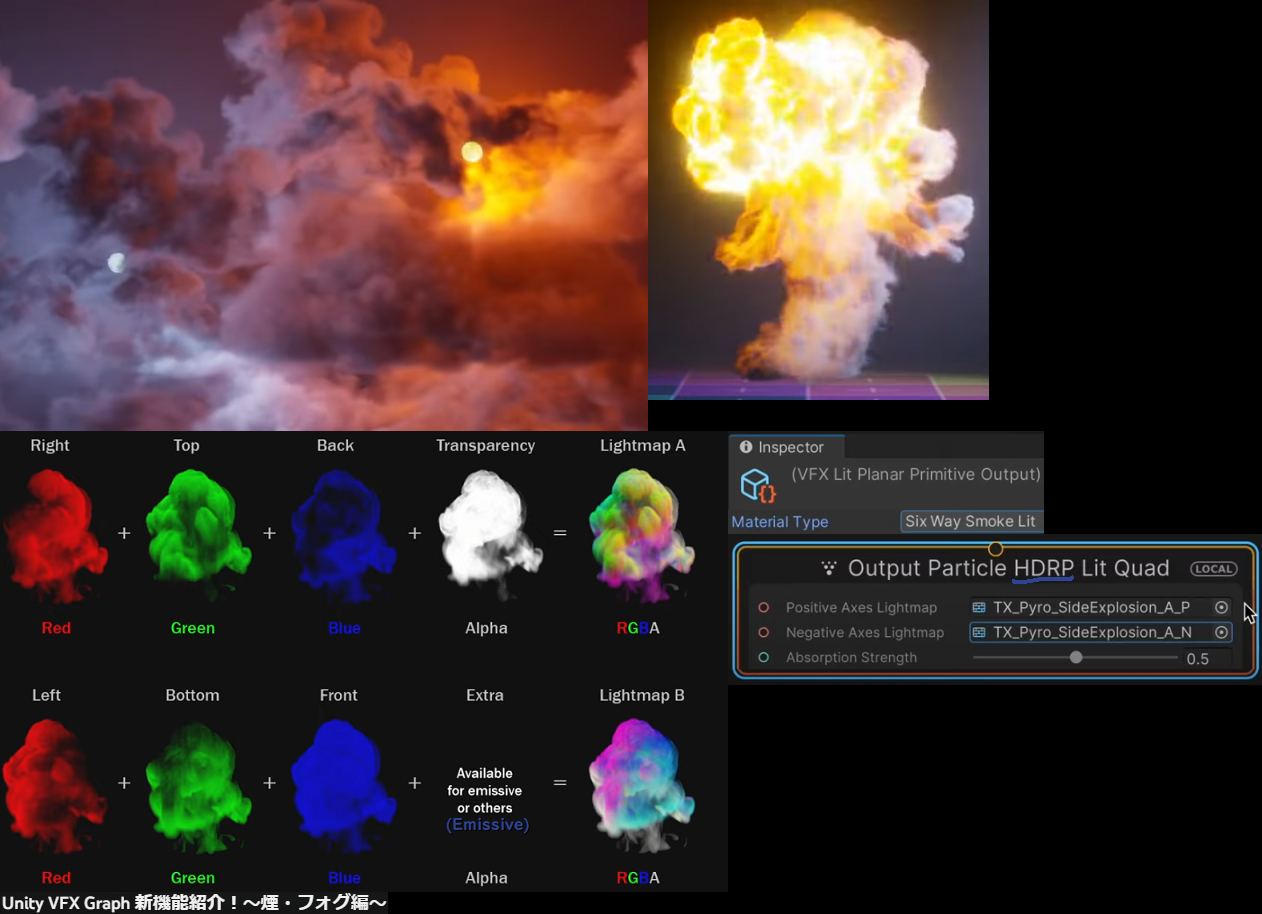 Right Top Back Transparency Lightmap A
+ + + =
Red Green Blue Alpha RGBA
Left Bottom Front Extra Lightmap B
Available
for emissive
or others
(Emissive)
+ + + =
Red Green Blue Alpha RGBA
Inspector
(VFX Lit Planar Primitive Output)
{}
Material Type Six Way Smoke Lit
Output Particle HDRP Lit Quad LOCAL
Positive Axes Lightmap TX_Pyro_SideExplosion_A_P
Negative Axes Lightmap TX_Pyro_SideExplosion_A_N
Absorption Strength 0.5
Unity VFX Graph 新機能紹介！～煙・フォグ編～